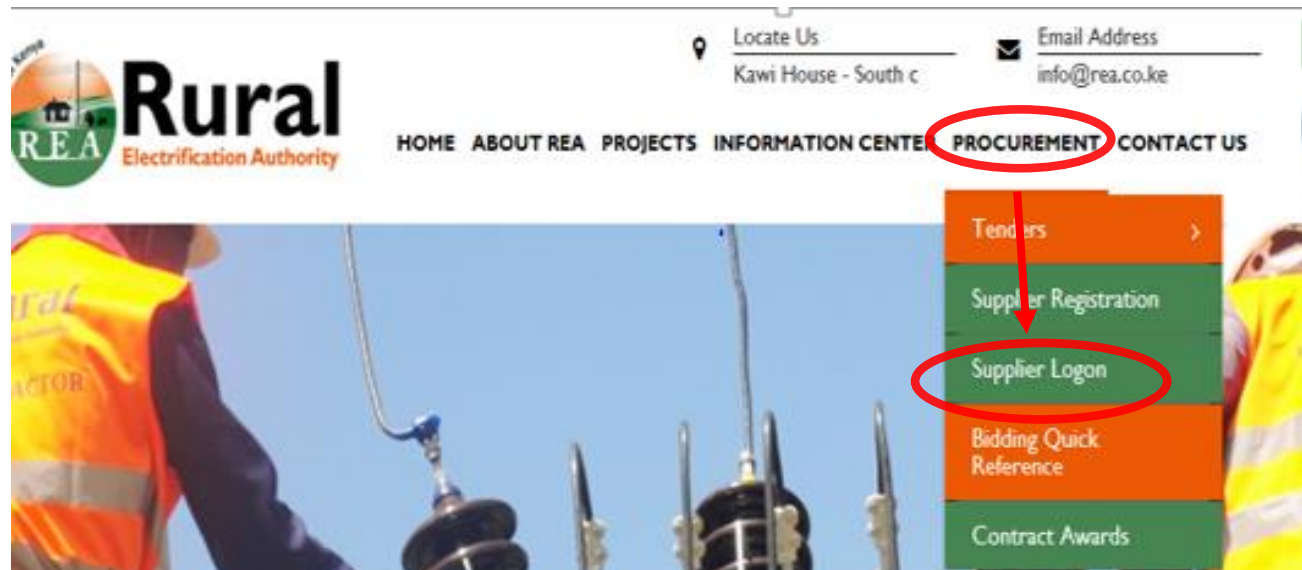 Kenya
REA
Rural
Electrification Authority
Locate Us
Kawi House - South c
Email Address
info@rea.co.ke
HOME ABOUT REA PROJECTS INFORMATION CENTER PROCUREMENT CONTACT US
Tenders >
Supplier Registration
Supplier Logon
Bidding Quick
Reference
Contract Awards